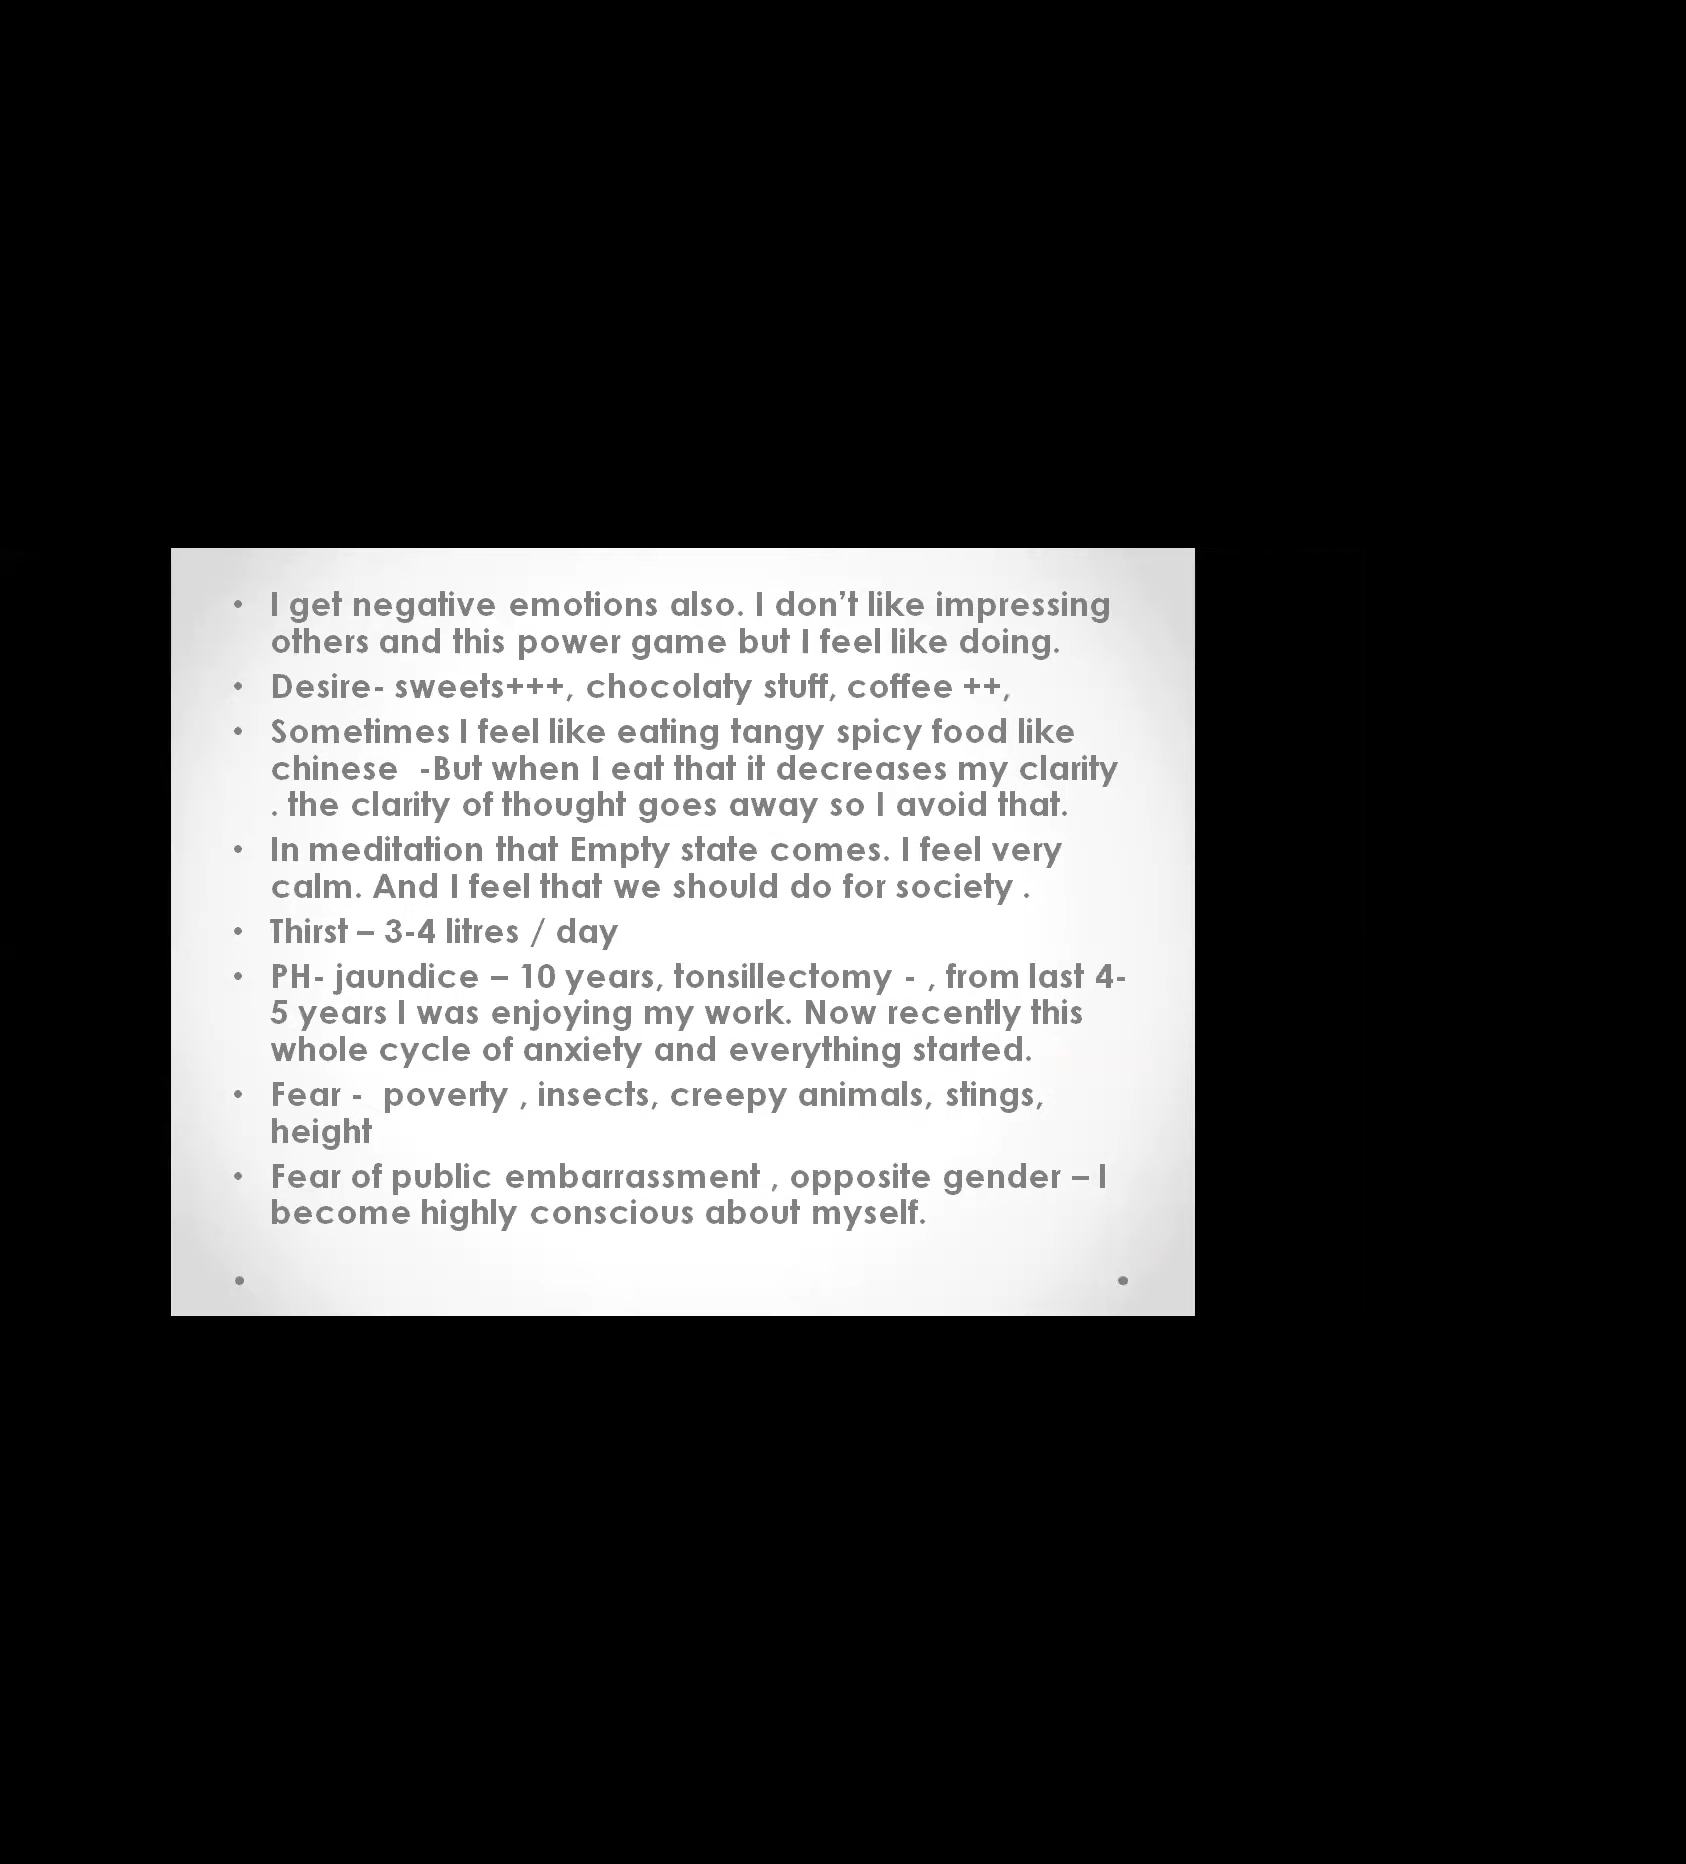 • I get negative emotions also. I don’t like impressing
others and this power game but I feel like doing.
• Desire- sweets+++, chocolaty stuff, coffee ++,
• Sometimes I feel like eating tangy spicy food like
chinese  -But when I eat that it decreases my clarity
. the clarity of thought goes away so I avoid that.
• In meditation that Empty state comes. I feel very
calm. And I feel that we should do for society .
• Thirst – 3-4 litres / day
• PH- jaundice – 10 years, tonsillectomy - , from last 4-
5 years I was enjoying my work. Now recently this
whole cycle of anxiety and everything started.
• Fear -  poverty , insects, creepy animals, stings,
height
• Fear of public embarrassment , opposite gender – I
become highly conscious about myself.